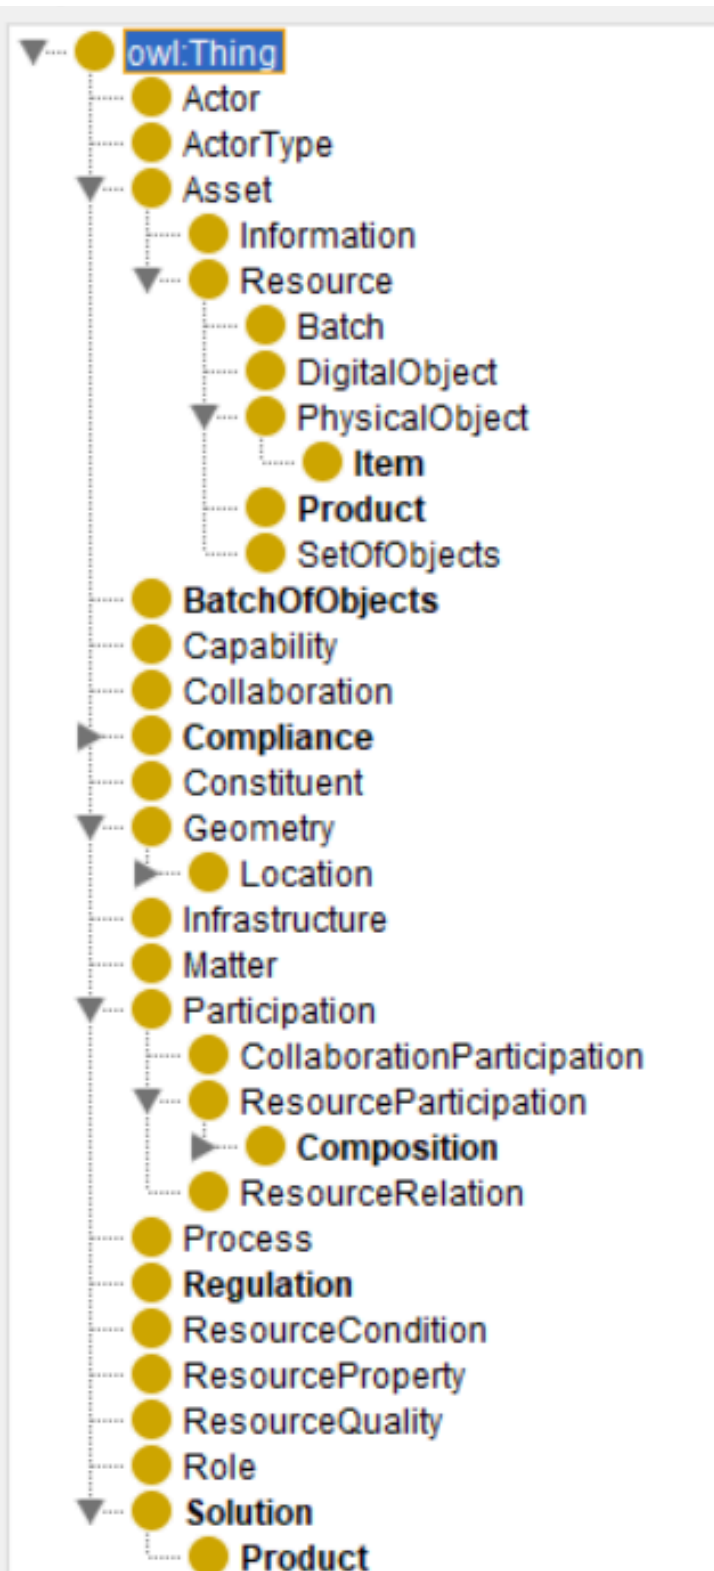 owl:Thing
Actor
ActorType
Asset
Information
Resource
Batch
DigitalObject
PhysicalObject
Item
Product
SetOfObjects
BatchOfObjects
Capability
Collaboration
Compliance
Constituent
Geometry
Location
Infrastructure
Matter
Participation
CollaborationParticipation
ResourceParticipation
Composition
ResourceRelation
Process
Regulation
ResourceCondition
ResourceProperty
ResourceQuality
Role
Solution
Product